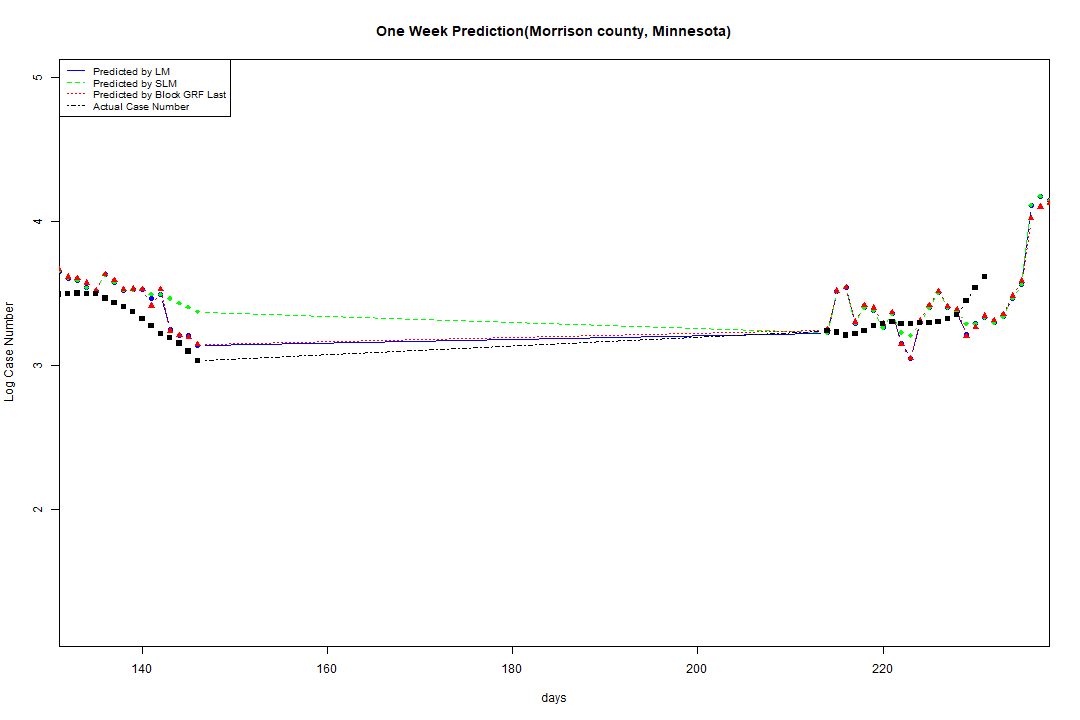 One Week Prediction(Morrison county, Minnesota)
Predicted by LM
Predicted by SLM
Predicted by Block GRF Last
Actual Case Number
5
4
3
2
Log Case Number
140 160 180 200 220
days